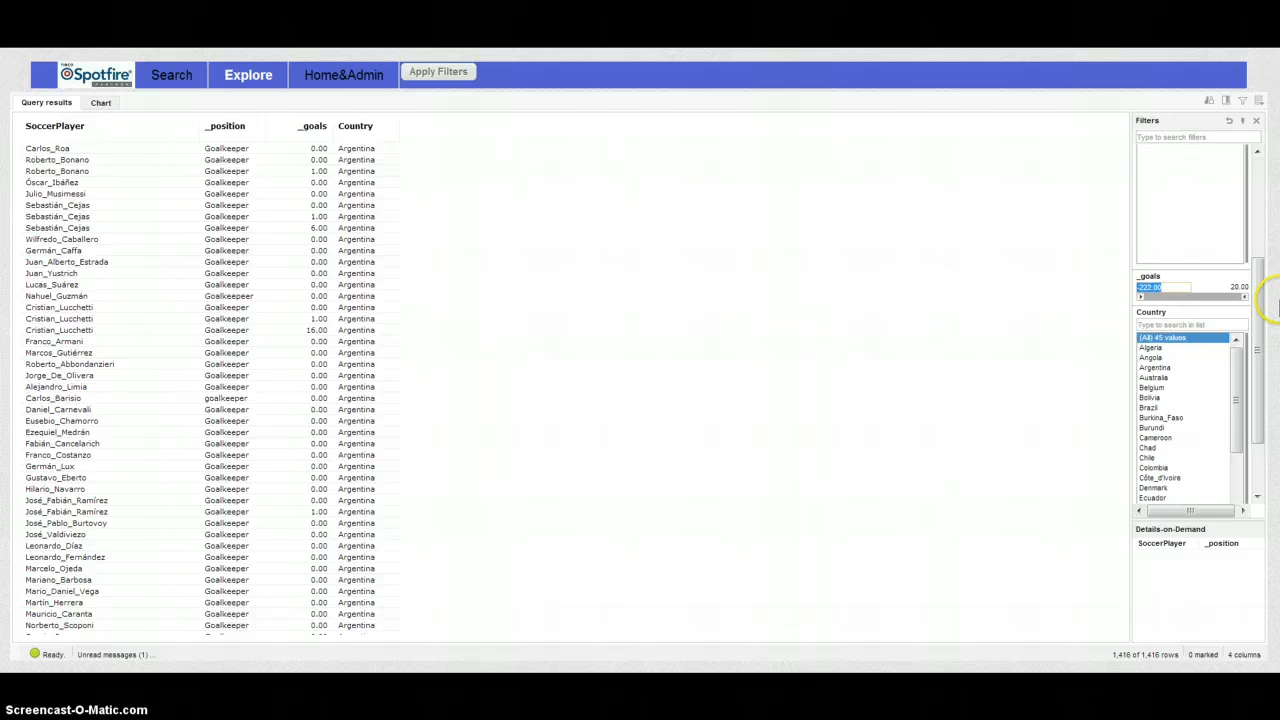 TIBCO Spotfire® Search Explore Home&Admin Apply Filters
Query results Chart
SoccerPlayer _position _goals Country
Carlos_Roa Goalkeeper 0.00 Argentina
Roberto_Bonano Goalkeeper 0.00 Argentina
Roberto_Bonano Goalkeeper 1.00 Argentina
Óscar_Ibáñez Goalkeeper 0.00 Argentina
Julio_Musimessi Goalkeeper 0.00 Argentina
Sebastián_Cejas Goalkeeper 0.00 Argentina
Sebastián_Cejas Goalkeeper 1.00 Argentina
Sebastián_Cejas Goalkeeper 6.00 Argentina
Wilfredo_Caballero Goalkeeper 0.00 Argentina
Germán_Caffa Goalkeeper 0.00 Argentina
Juan_Alberto_Estrada Goalkeeper 0.00 Argentina
Juan_Yustrich Goalkeeper 0.00 Argentina
Lucas_Suárez Goalkeeper 0.00 Argentina
Nahuel_Guzmán Goalkeepeer 0.00 Argentina
Cristian_Lucchetti Goalkeeper 0.00 Argentina
Cristian_Lucchetti Goalkeeper 1.00 Argentina
Cristian_Lucchetti Goalkeeper 16.00 Argentina
Franco_Armani Goalkeeper 0.00 Argentina
Marcos_Gutiérrez Goalkeeper 0.00 Argentina
Roberto_Abbondanzieri Goalkeeper 0.00 Argentina
Jorge_De_Olivera Goalkeeper 0.00 Argentina
Alejandro_Limia Goalkeeper 0.00 Argentina
Carlos_Barisio goalkeeper 0.00 Argentina
Daniel_Carnevali Goalkeeper 0.00 Argentina
Eusebio_Chamorro Goalkeeper 0.00 Argentina
Ezequiel_Medrán Goalkeeper 0.00 Argentina
Fabián_Cancelarich Goalkeeper 0.00 Argentina
Franco_Costanzo Goalkeeper 0.00 Argentina
Germán_Lux Goalkeeper 0.00 Argentina
Gustavo_Eberto Goalkeeper 0.00 Argentina
Hilario_Navarro Goalkeeper 0.00 Argentina
José_Fabián_Ramírez Goalkeeper 0.00 Argentina
José_Fabián_Ramírez Goalkeeper 1.00 Argentina
José_Pablo_Burtovoy Goalkeeper 0.00 Argentina
José_Valdiviezo Goalkeeper 0.00 Argentina
Leonardo_Díaz Goalkeeper 0.00 Argentina
Leonardo_Fernández Goalkeeper 0.00 Argentina
Marcelo_Ojeda Goalkeeper 0.00 Argentina
Mariano_Barbosa Goalkeeper 0.00 Argentina
Mario_Daniel_Vega Goalkeeper 0.00 Argentina
Martín_Herrera Goalkeeper 0.00 Argentina
Mauricio_Caranta Goalkeeper 0.00 Argentina
Norberto_Scoponi Goalkeeper 0.00 Argentina
Filters
Type to search filters
_goals
-222.00 20.00
Country
Type to search in list
(All) 45 values
Algeria
Angola
Argentina
Australia
Belgium
Bolivia
Brazil
Burkina_Faso
Burundi
Cameroon
Chad
Chile
Colombia
Côte_d'Ivoire
Denmark
Ecuador
Details-on-Demand
SoccerPlayer _position
Ready. Unread messages (1) ... 1,416 of 1,416 rows 0 marked 4 columns
Screencast-O-Matic.com